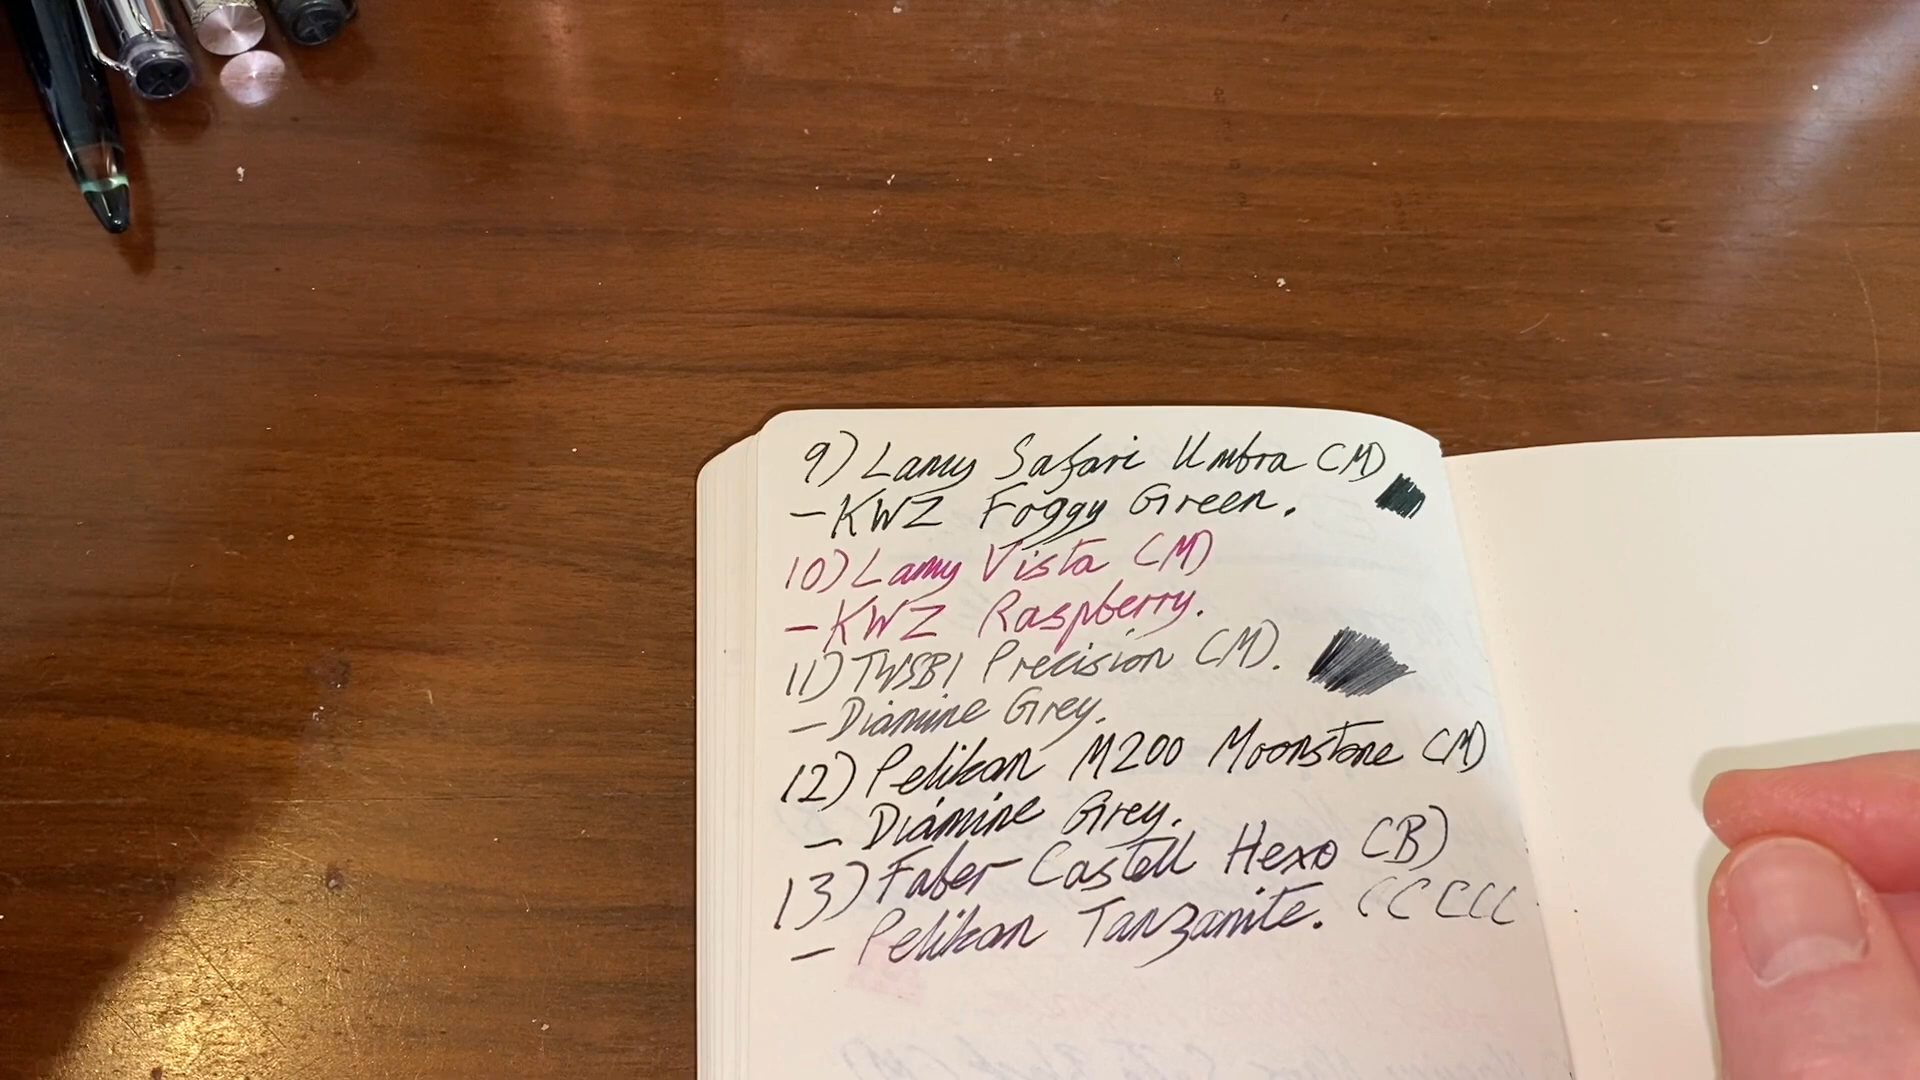 9) Lamy Safari Umbra (M)
- KWZ Foggy Green.
10) Lamy Vista (M)
- KWZ Raspberry.
11) TWSBI Precision (M).
- Diamine Grey.
12) Pelikan M200 Moonstone (M)
- Diamine Grey.
13) Faber Castell Hexo (B)
- Pelikan Tanzanite. CCCCC